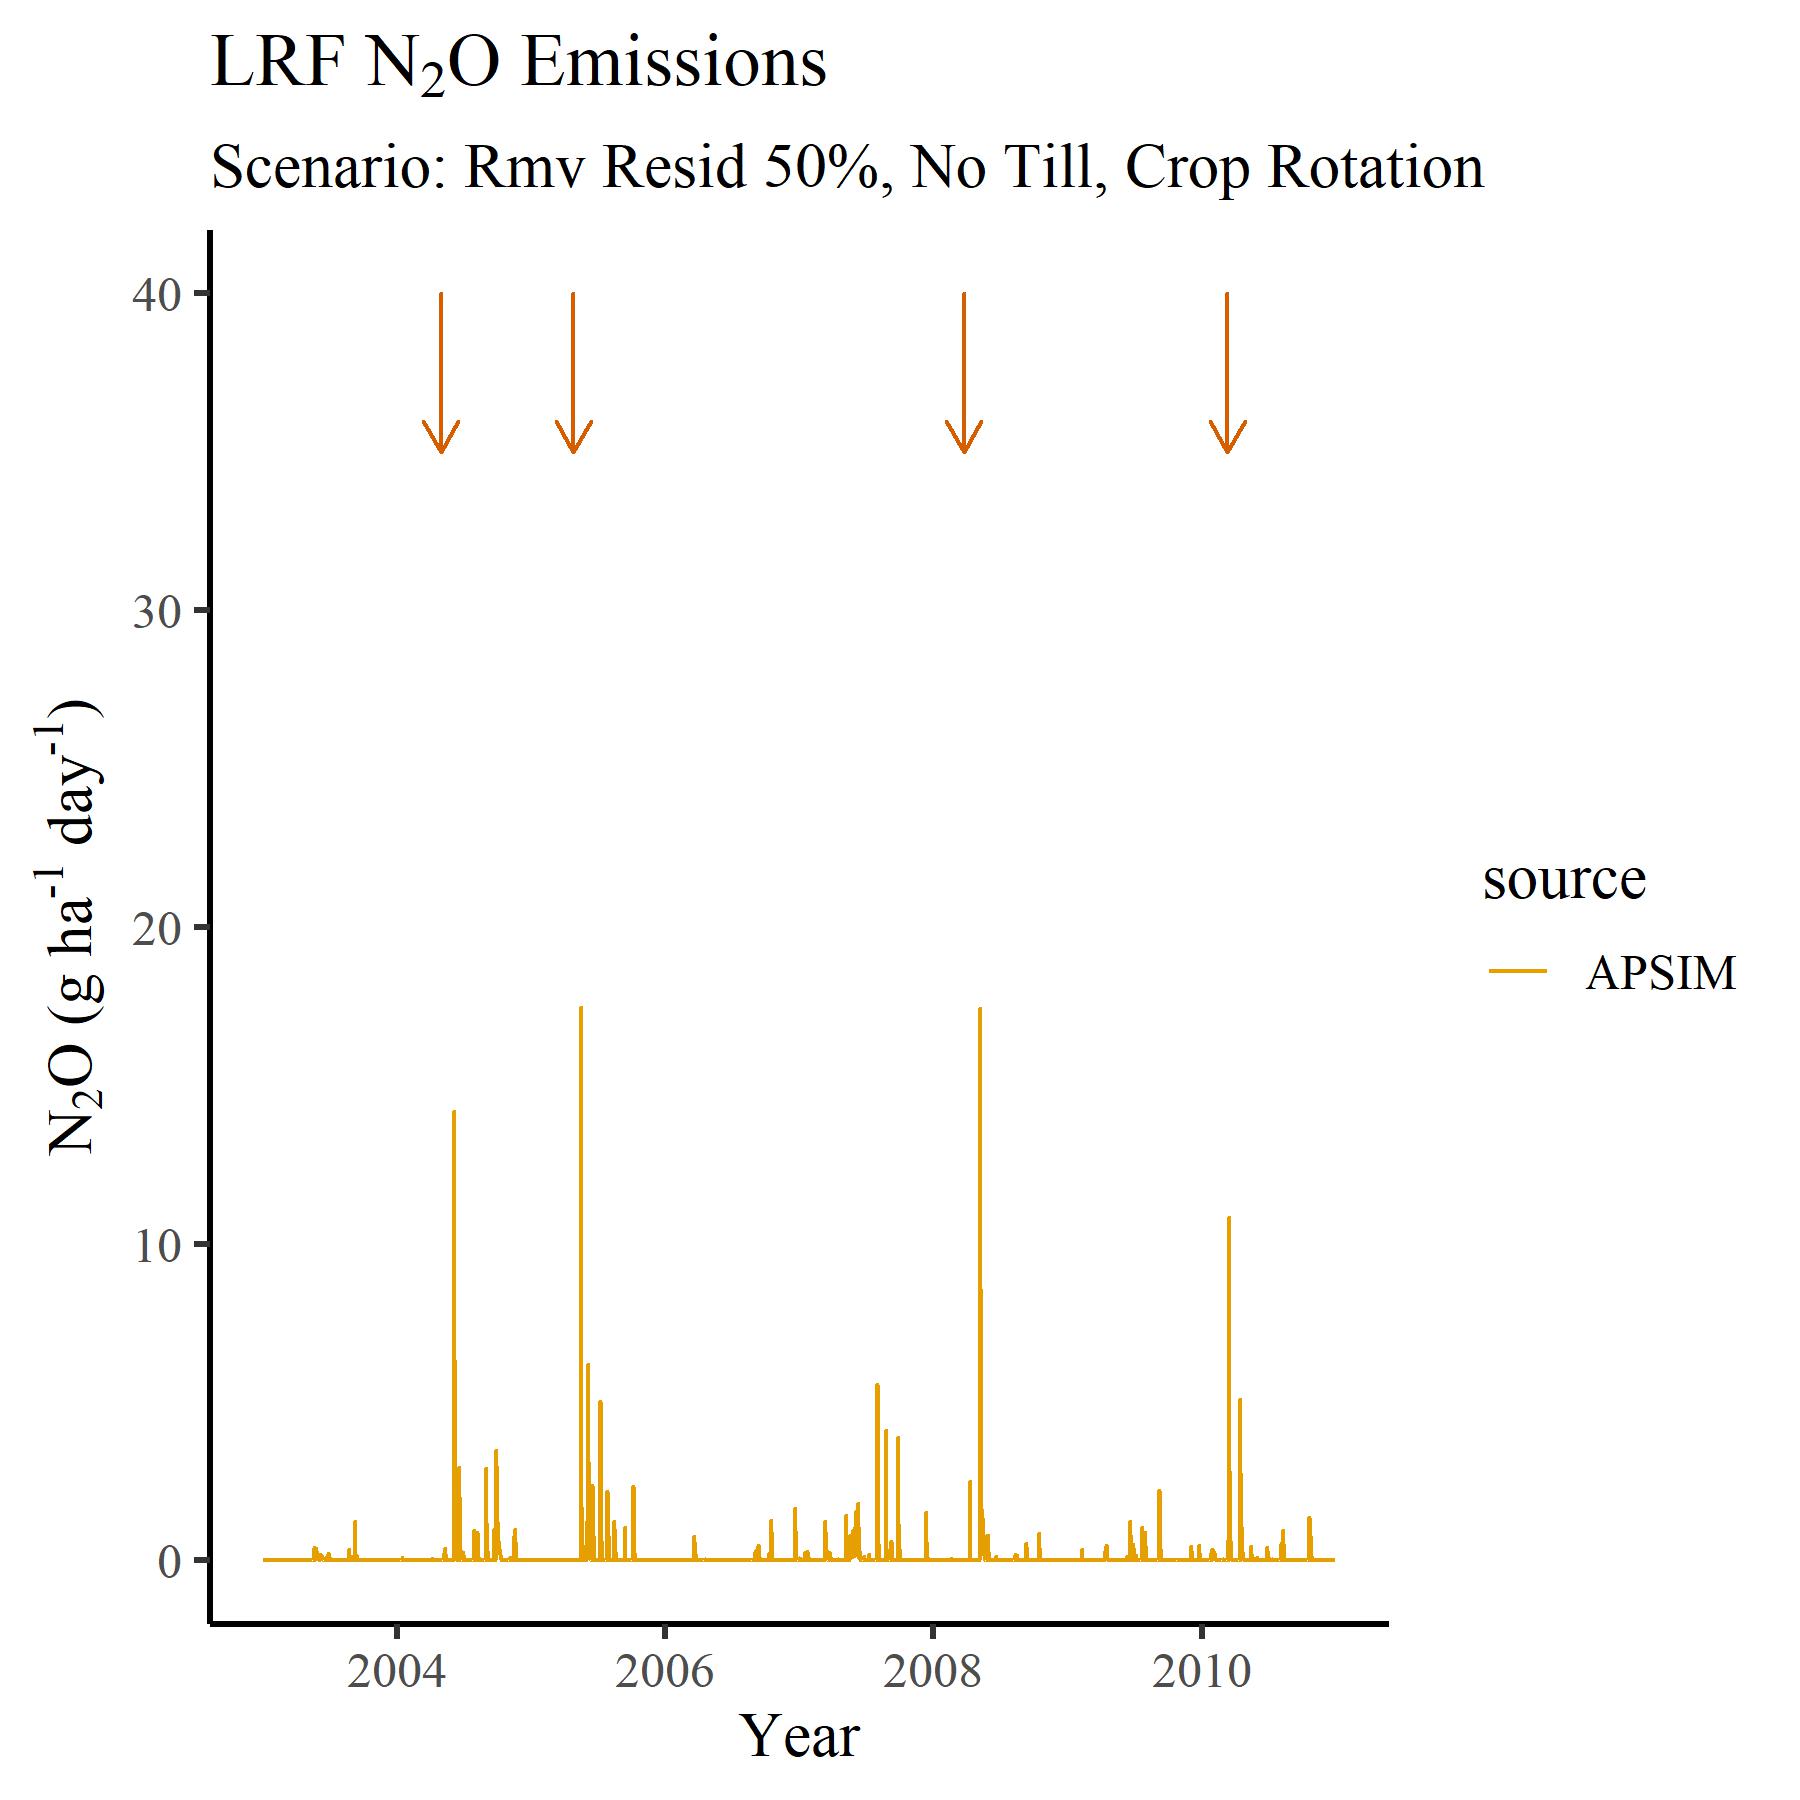 LRF N₂O Emissions
Scenario: Rmv Resid 50%, No Till, Crop Rotation
40
30
20
10
0
N₂O (g ha⁻¹ day⁻¹)
2004 2006 2008 2010
Year
source
APSIM